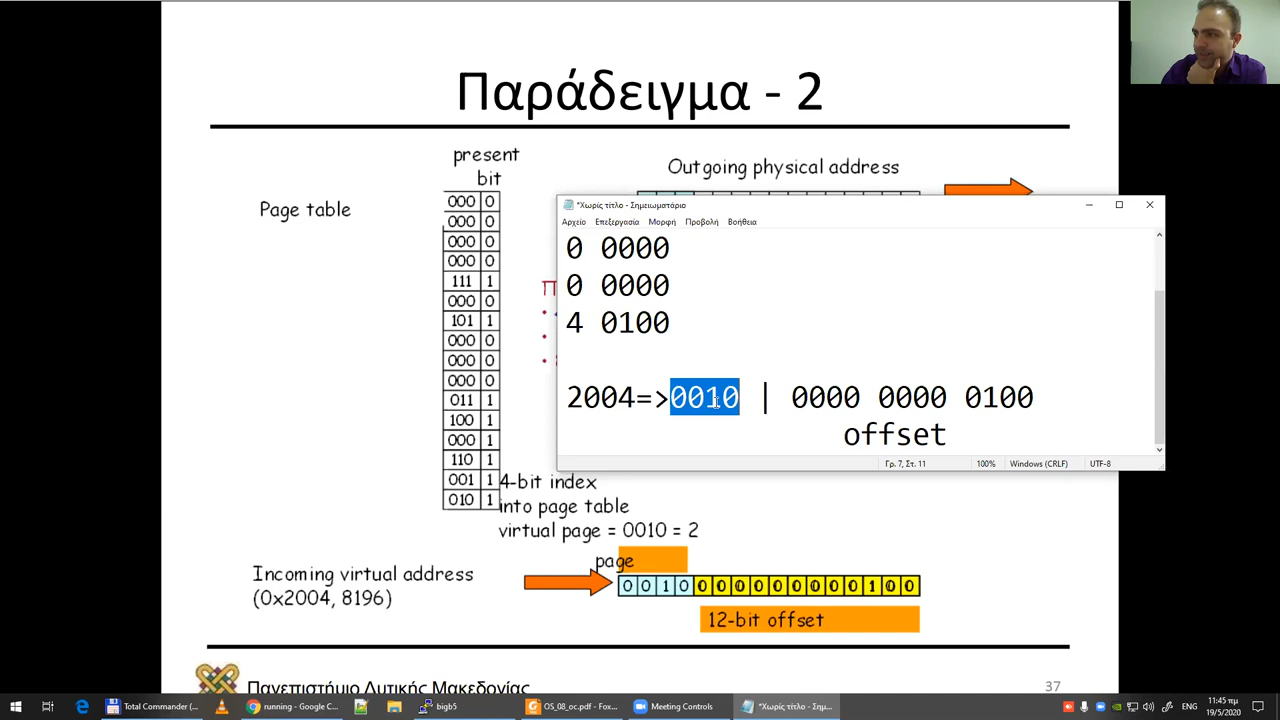 Παράδειγμα - 2
present
bit
Outgoing physical address
Page table
000 0
000 0
000 0
000 0
111 1
000 0
101 1
000 0
000 0
000 0
011 1
100 1
000 1
110 1
001 1
010 1
*Χωρίς τίτλο - Σημειωματάριο
Αρχείο Επεξεργασία Μορφή Προβολή Βοήθεια
0 0000
0 0000
4 0100
2004=>0010 | 0000 0000 0100
offset
Γρ. 7, Στ. 11 100% Windows (CRLF) UTF-8
4-bit index
into page table
virtual page = 0010 = 2
page
Incoming virtual address
(0x2004, 8196)
0 0 1 0 0 0 0 0 0 0 0 0 0 1 0 0
12-bit offset
Πανεπιστήμιο Δυτικής Μακεδονίας
37
Total Commander (... running - Google C... bigb5 OS_08_oc.pdf - Fox... Meeting Controls *Χωρίς τίτλο - Σημ... ENG 11:45 πμ
19/5/2020